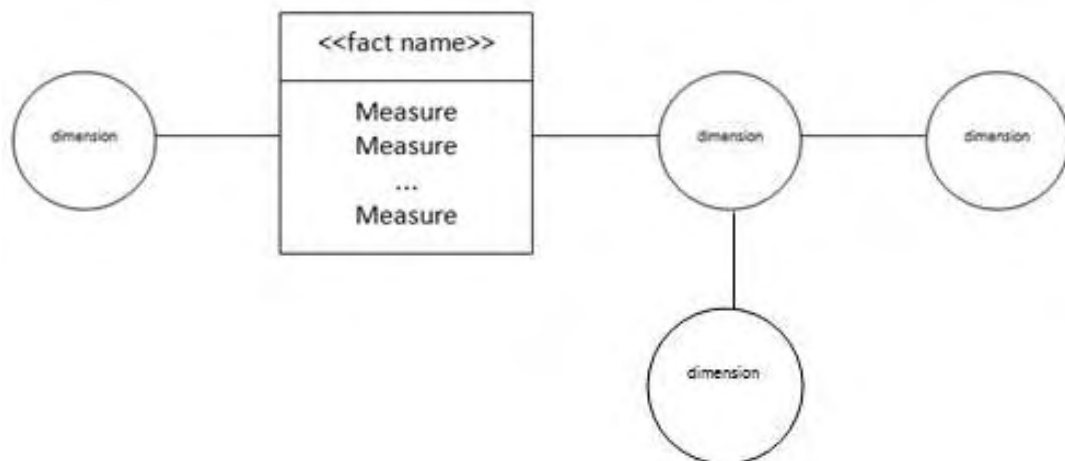 <<fact name>>
Measure
Measure
...
Measure
dimension
dimension
dimension
dimension